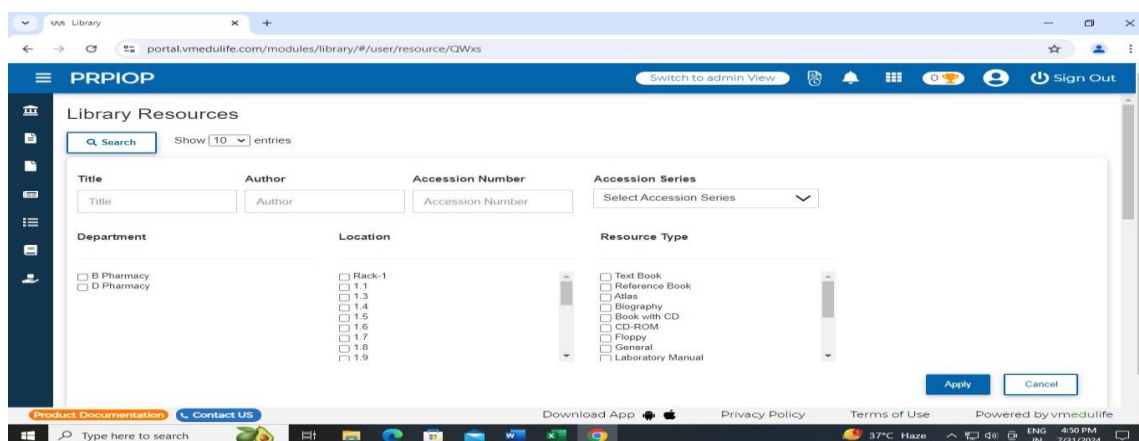 Library
portal.vmedulife.com/modules/library/#/user/resource/QWxs
PRPIOP Switch to admin View 0 Sign Out
Library Resources
Search Show 10 entries
Title Author Accession Number Accession Series
Title Author Accession Number Select Accession Series
Department Location Resource Type
B Pharmacy Rack-1 Text Book
D Pharmacy 1.1 Reference Book
1.3 Atlas
1.4 Biography
1.5 Book with CD
1.6 CD-ROM
1.7 Floppy
1.8 General
1.9 Laboratory Manual
Apply Cancel
Product Documentation Contact US Download App Privacy Policy Terms of Use Powered by vmedulife
Type here to search 37°C Haze ENG 4:50 PM
IN 7/31/2024